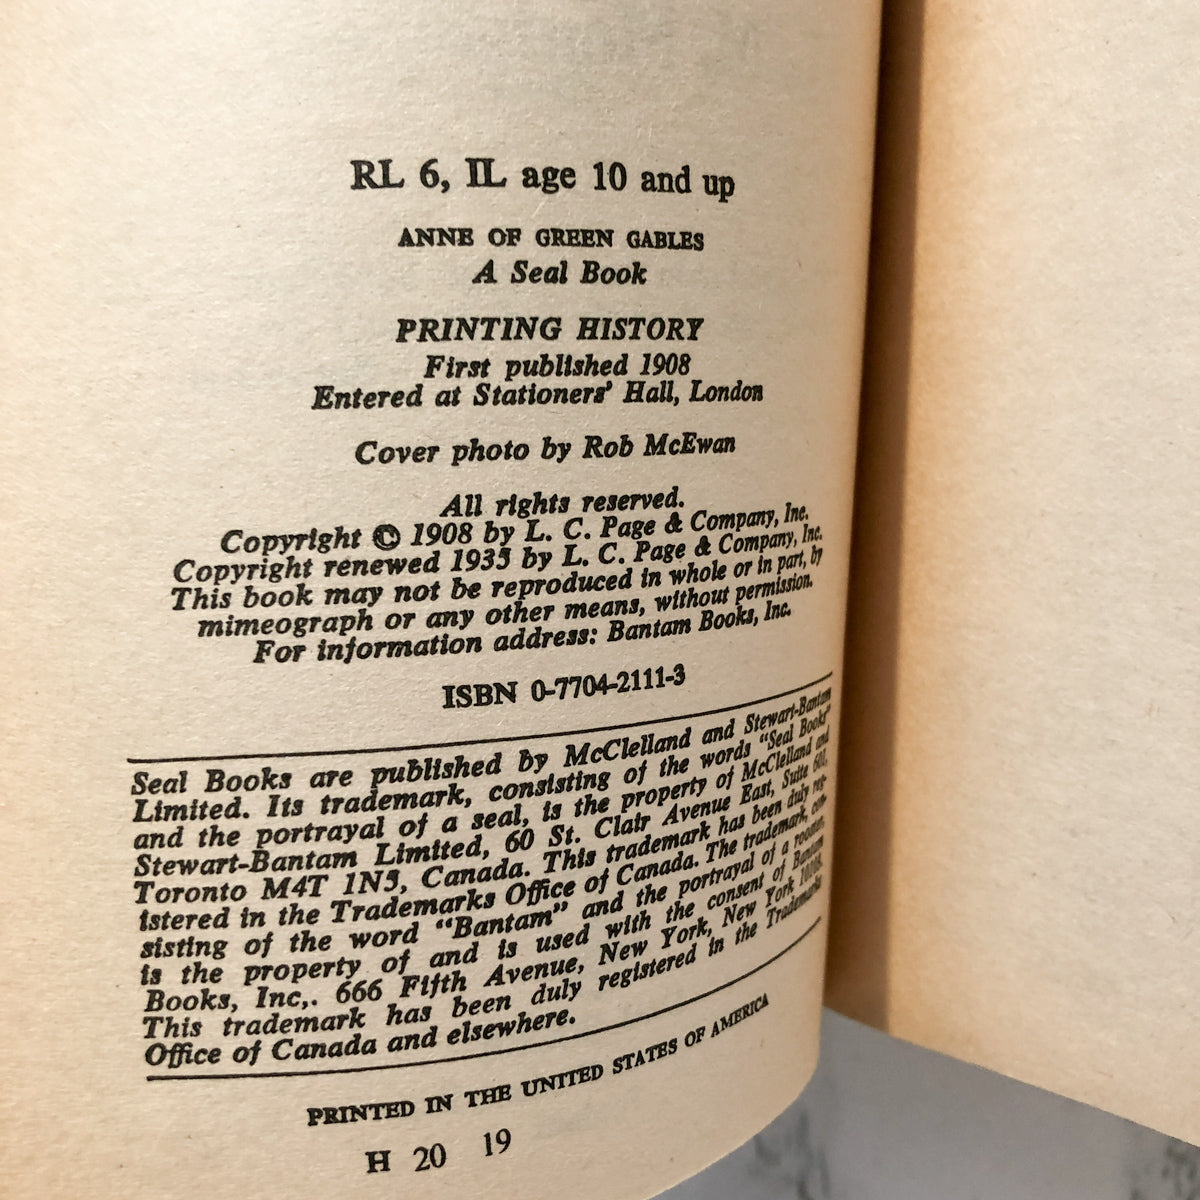 RL 6, IL age 10 and up
ANNE OF GREEN GABLES
A Seal Book
PRINTING HISTORY
First published 1908
Entered at Stationers' Hall, London
Cover photo by Rob McEwan
All rights reserved.
Copyright © 1908 by L. C. Page & Company, Inc.
Copyright renewed 1935 by L. C. Page & Company, Inc.
This book may not be reproduced in whole or in part, by
mimeograph or any other means, without permission.
For information address: Bantam Books, Inc.
ISBN 0-7704-2111-3
Seal Books are published by McClelland and Stewart-Bantam
Limited. Its trademark, consisting of the words "Seal Books"
and the portrayal of a seal, is the property of McClelland and
Stewart-Bantam Limited, 60 St. Clair Avenue East, Suite 601,
Toronto M4T 1N5, Canada. This trademark has been duly reg-
istered in the Trademarks Office of Canada. The trademark, con-
sisting of the word "Bantam" and the portrayal of a rooster,
is the property of and is used with the consent of Bantam
Books, Inc,. 666 Fifth Avenue, New York, New York 10103.
This trademark has been duly registered in the Trademarks
Office of Canada and elsewhere.
PRINTED IN THE UNITED STATES OF AMERICA
H 20 19